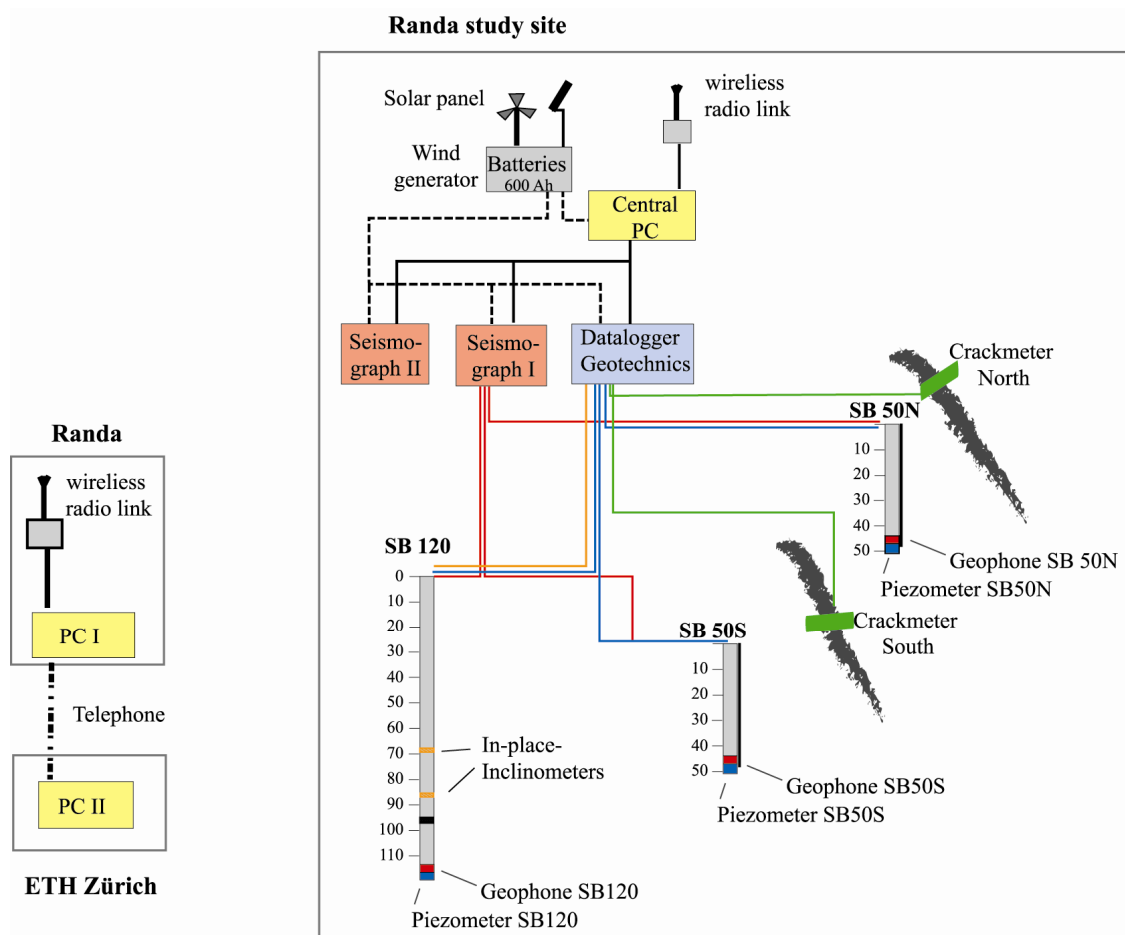 Randa study site
Solar panel
wireliess
radio link
Wind
generator
Batteries
600 Ah
Central
PC
Seismo-
graph II
Seismo-
graph I
Datalogger
Geotechnics
Crackmeter
North
SB 50N
10
20
30
40
50
Geophone SB 50N
Piezometer SB50N
Randa
wireliess
radio link
PC I
Telephone
PC II
ETH Zürich
SB 120
0
10
20
30
40
50
60
70
80
90
100
110
In-place-
Inclinometers
Geophone SB120
Piezometer SB120
Crackmeter
South
SB 50S
10
20
30
40
50
Geophone SB50S
Piezometer SB50S